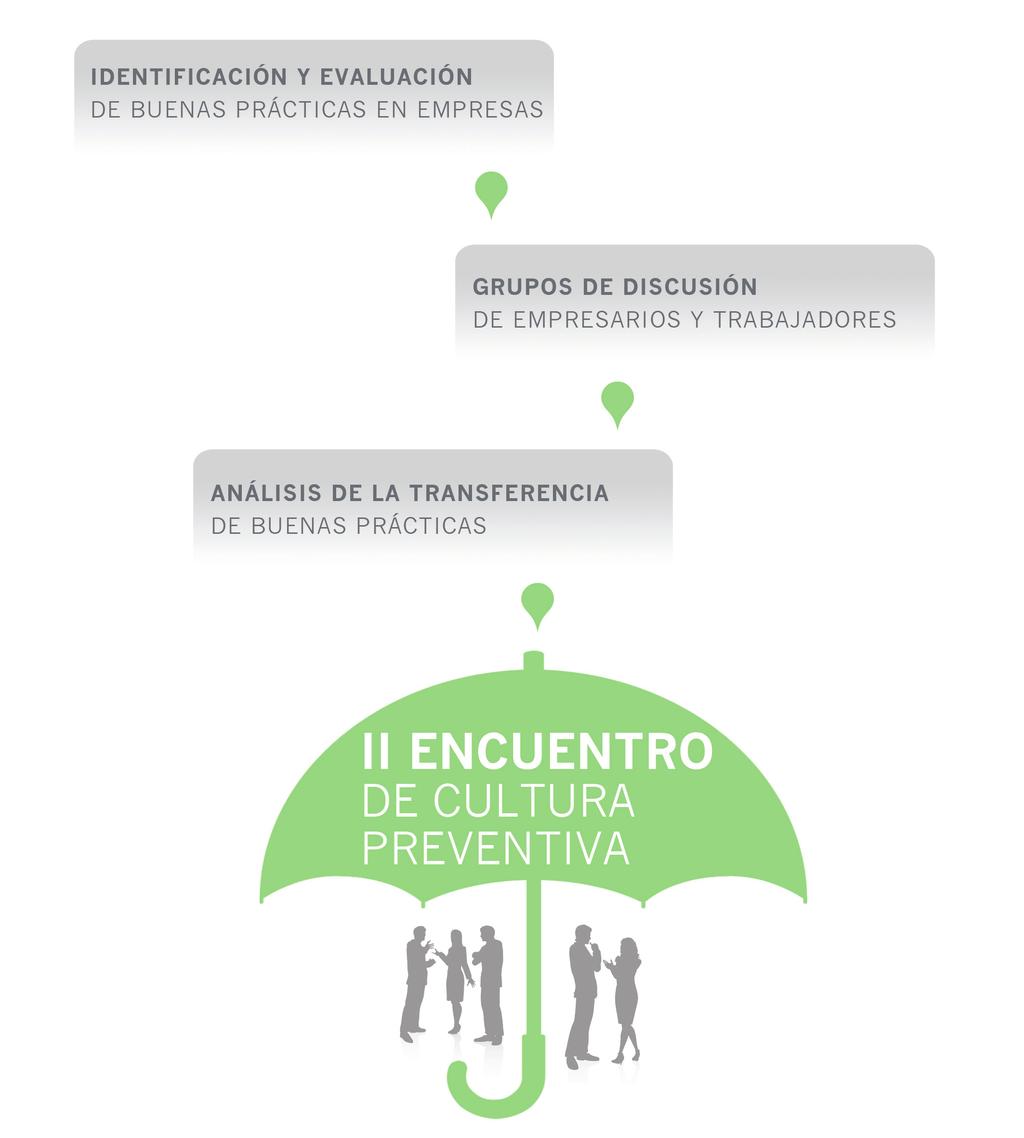 IDENTIFICACIÓN Y EVALUACIÓN
DE BUENAS PRÁCTICAS EN EMPRESAS
GRUPOS DE DISCUSIÓN
DE EMPRESARIOS Y TRABAJADORES
ANÁLISIS DE LA TRANSFERENCIA
DE BUENAS PRÁCTICAS
II ENCUENTRO
DE CULTURA
PREVENTIVA